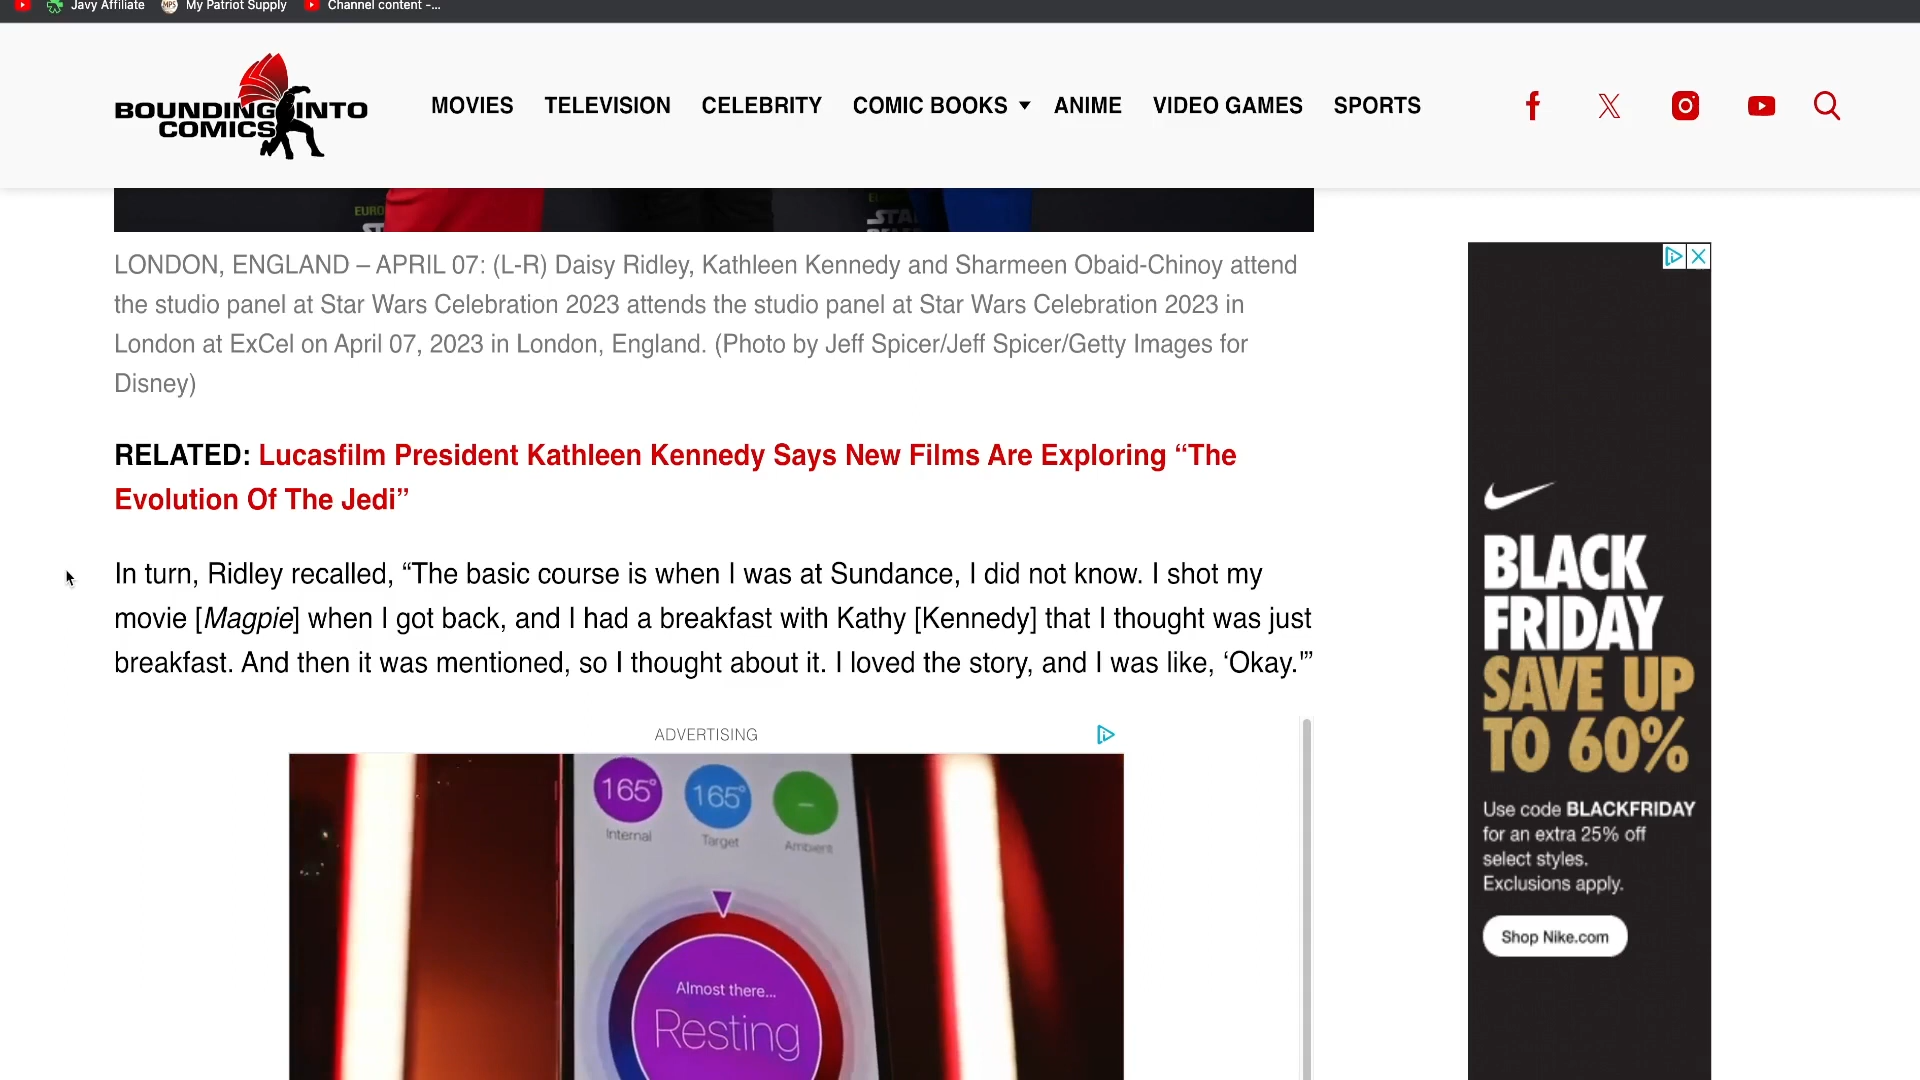 Javy Affiliate
My Patriot Supply
Channel content -...
BOUNDING INTO
COMICS
MOVIES
TELEVISION
CELEBRITY
COMIC BOOKS
ANIME
VIDEO GAMES
SPORTS
LONDON, ENGLAND – APRIL 07: (L-R) Daisy Ridley, Kathleen Kennedy and Sharmeen Obaid-Chinoy attend
the studio panel at Star Wars Celebration 2023 attends the studio panel at Star Wars Celebration 2023 in
London at ExCel on April 07, 2023 in London, England. (Photo by Jeff Spicer/Jeff Spicer/Getty Images for
Disney)
RELATED: Lucasfilm President Kathleen Kennedy Says New Films Are Exploring “The
Evolution Of The Jedi”
In turn, Ridley recalled, “The basic course is when I was at Sundance, I did not know. I shot my
movie [Magpie] when I got back, and I had a breakfast with Kathy [Kennedy] that I thought was just
breakfast. And then it was mentioned, so I thought about it. I loved the story, and I was like, ‘Okay.’”
ADVERTISING
165°
165°
Internal
Target
Ambient
Almost there...
Resting
BLACK
FRIDAY
SAVE UP
TO 60%
Use code BLACKFRIDAY
for an extra 25% off
select styles.
Exclusions apply.
Shop Nike.com